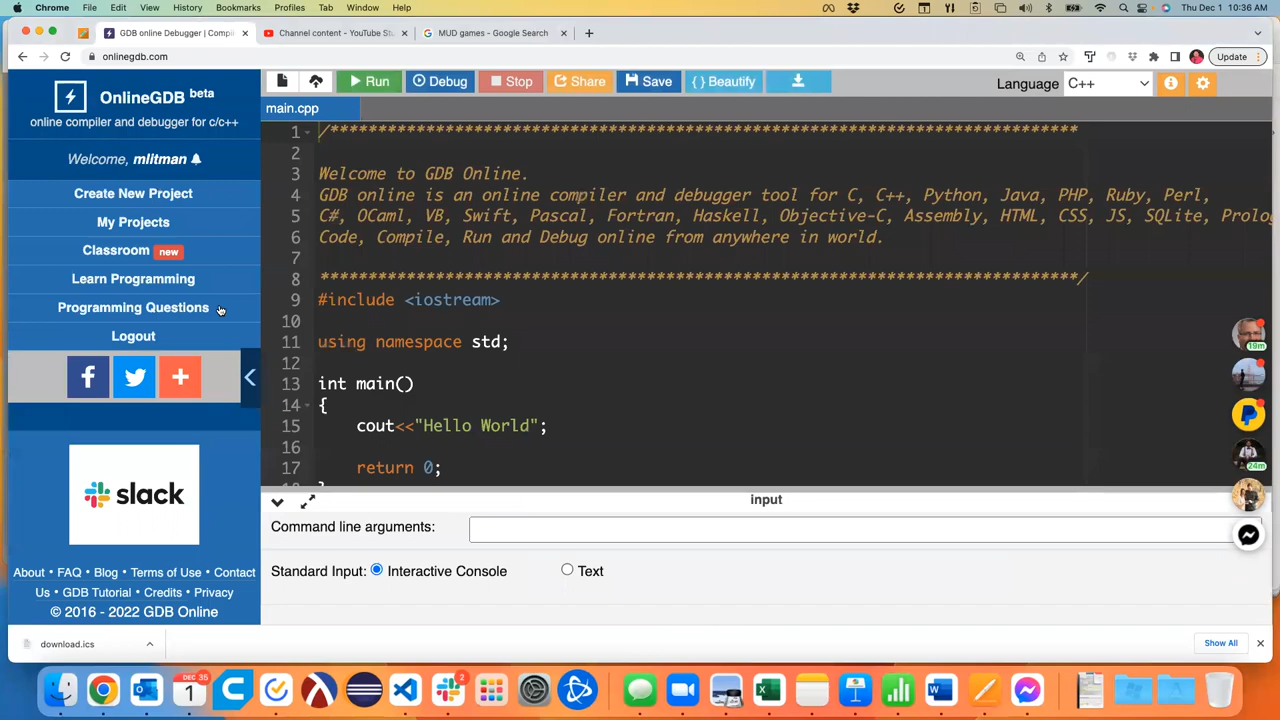 Chrome File Edit View History Bookmarks Profiles Tab Window Help Thu Dec 1 10:36 AM
GDB online Debugger | Compi Channel content - YouTube St MUD games - Google Search
onlinegdb.com Update
OnlineGDB beta
online compiler and debugger for c/c++
Welcome, mlitman
Create New Project
My Projects
Classroom new
Learn Programming
Programming Questions
Logout
slack
About • FAQ • Blog • Terms of Use • Contact
Us • GDB Tutorial • Credits • Privacy
© 2016 - 2022 GDB Online
Run Debug Stop Share Save { } Beautify Language C++
main.cpp
1 /******************************************************************************
2
3 Welcome to GDB Online.
4 GDB online is an online compiler and debugger tool for C, C++, Python, Java, PHP, Ruby, Perl,
5 C#, OCaml, VB, Swift, Pascal, Fortran, Haskell, Objective-C, Assembly, HTML, CSS, JS, SQLite, Prolog
6 Code, Compile, Run and Debug online from anywhere in world.
7
8 *******************************************************************************/
9 #include <iostream>
10
11 using namespace std;
12
13 int main()
14 {
15 cout<<"Hello World";
16
17 return 0;
19m
24m
input
Command line arguments:
Standard Input: Interactive Console Text
download.ics Show All
DEC 35
1
2